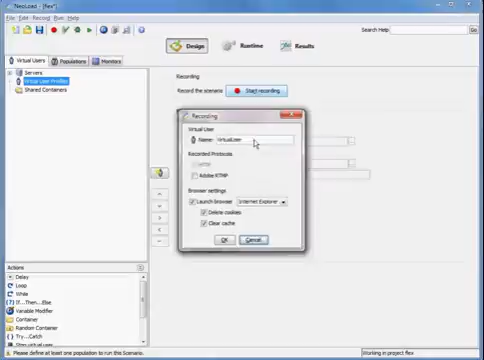 NeoLoad - [flex*]
File Edit Record Run Help
Search Help
Go
Design
Runtime
Results
Virtual Users
Populations
Monitors
Servers
Virtual User Profiles
Shared Containers
Recording
Record the scenario
Start recording
Recording
Virtual User
Name: VirtualUser
Recorded Protocols
HTTP
Adobe RTMP
Browser settings
Launch browser
Internet Explorer
Delete cookies
Clear cache
OK
Cancel
Actions
Delay
Loop
While
If...Then...Else
Variable Modifier
Container
Random Container
Try...Catch
Please define at least one population to run the Scenario.
Working in project flex